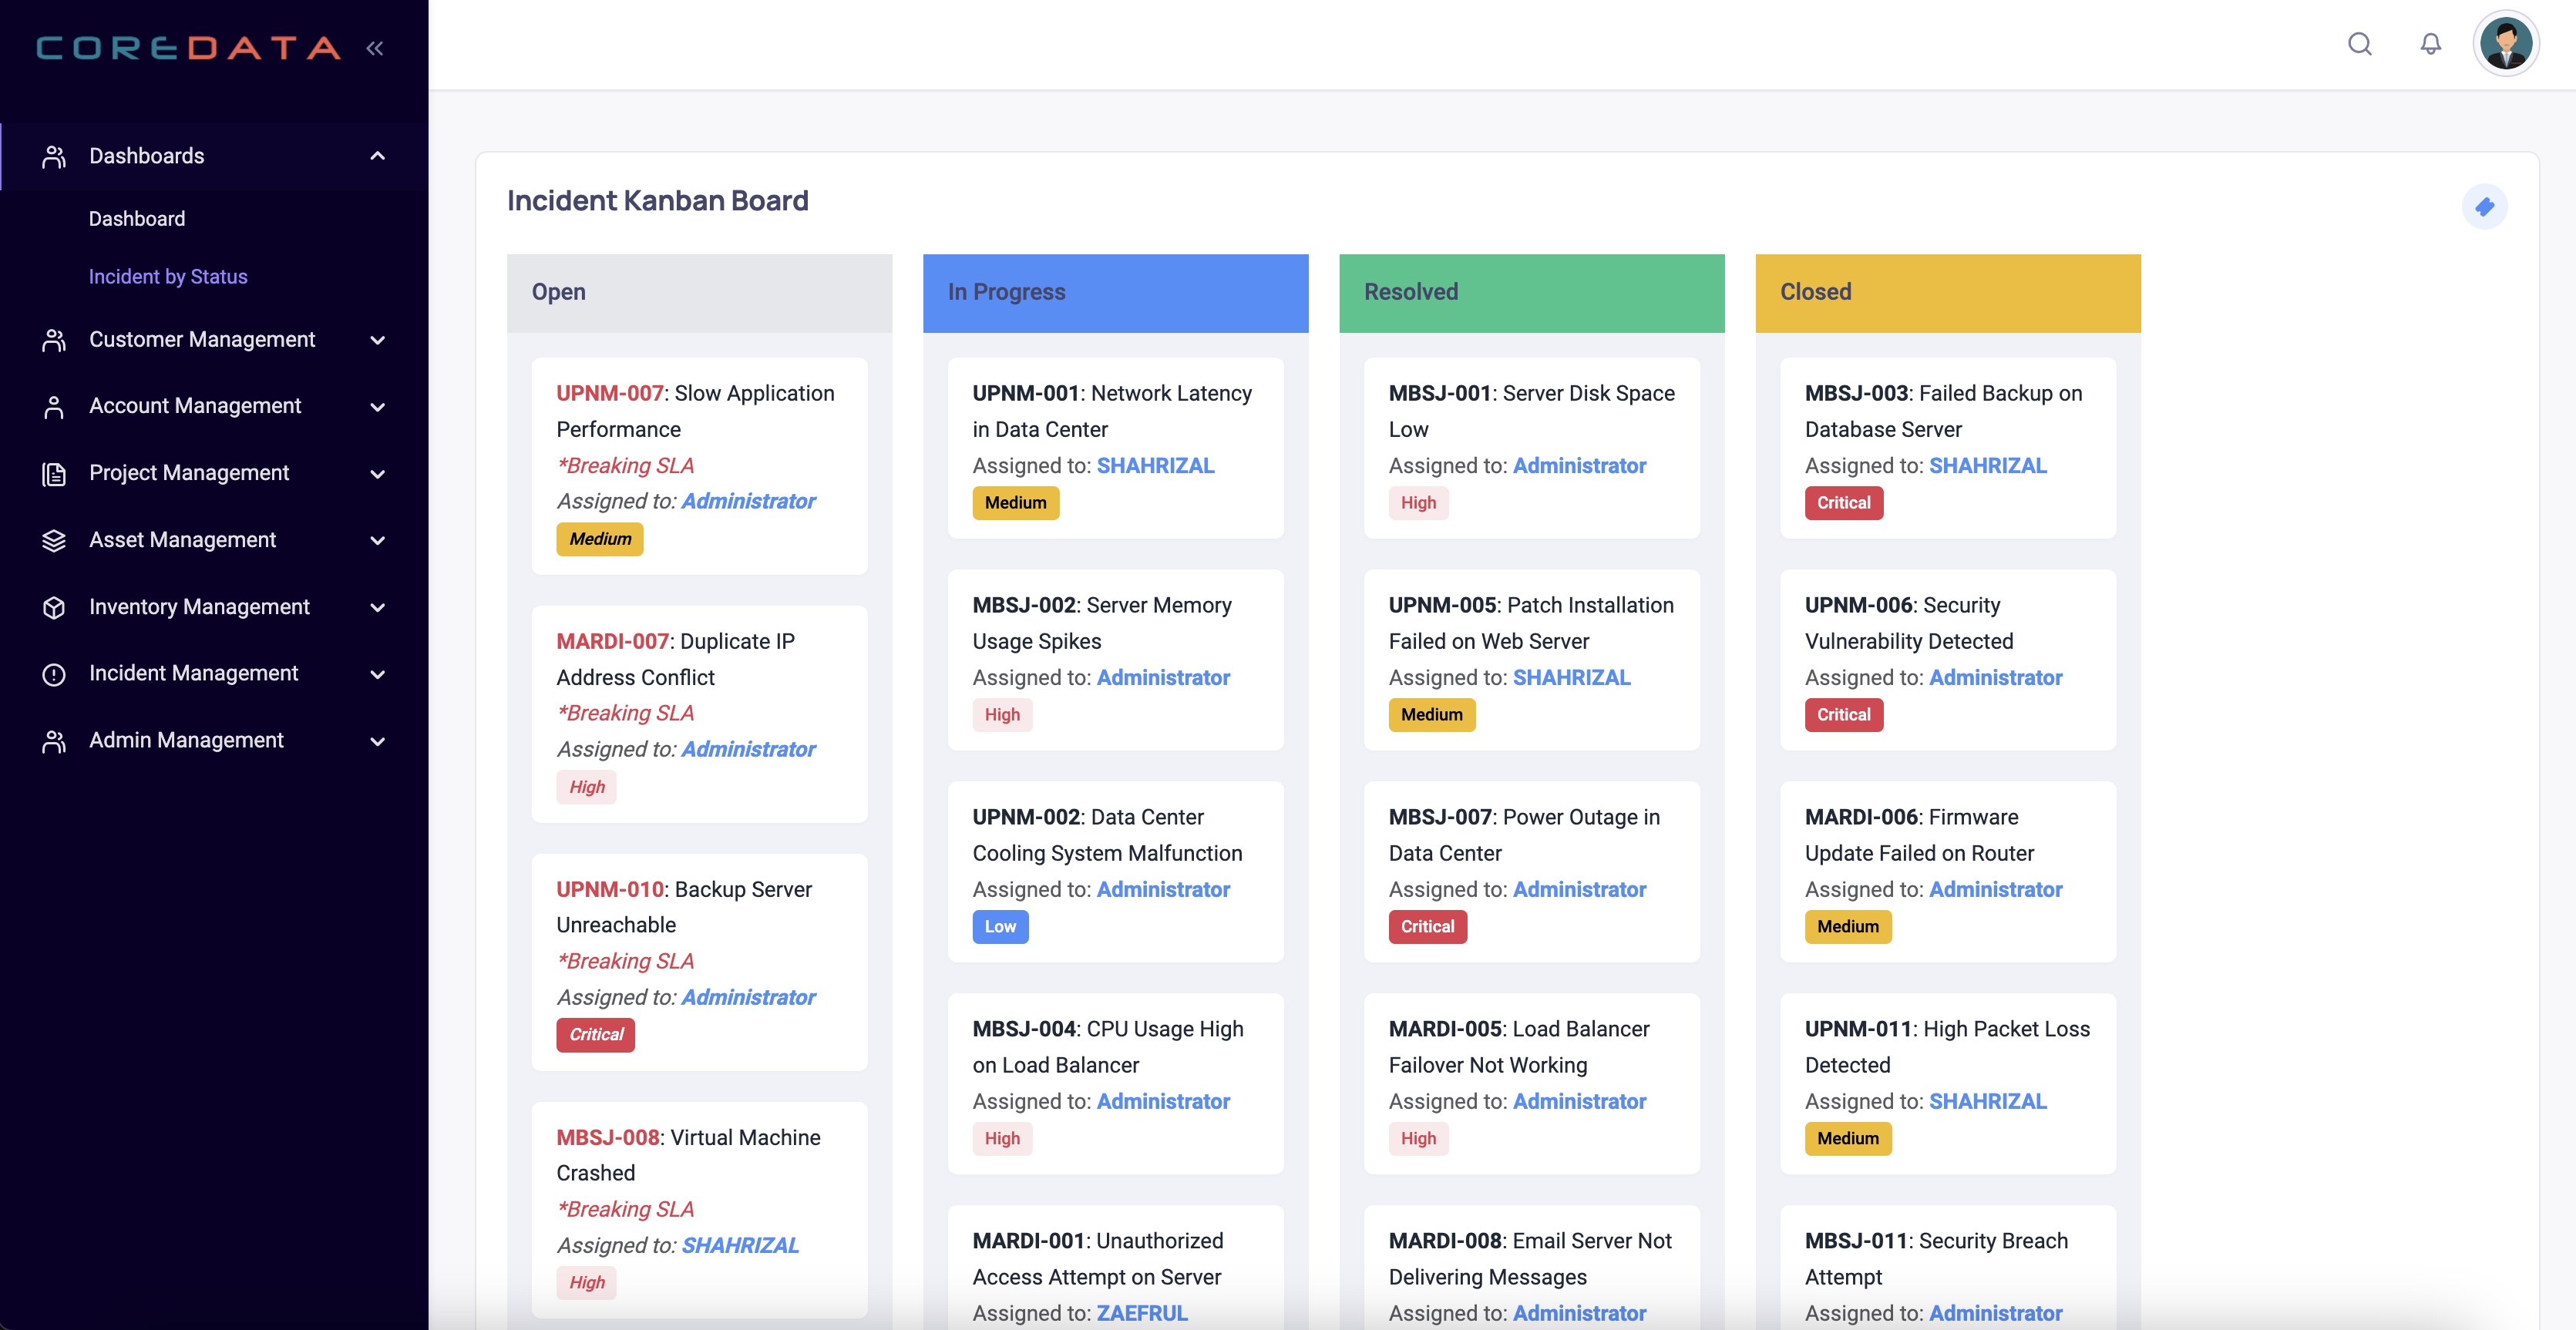 COREDATA
Dashboards
Dashboard
Incident by Status
Customer Management
Account Management
Project Management
Asset Management
Inventory Management
Incident Management
Admin Management
Incident Kanban Board
Open
UPNM-007: Slow Application
Performance
*Breaking SLA
Assigned to: Administrator
Medium
MARDI-007: Duplicate IP
Address Conflict
*Breaking SLA
Assigned to: Administrator
High
UPNM-010: Backup Server
Unreachable
*Breaking SLA
Assigned to: Administrator
Critical
MBSJ-008: Virtual Machine
Crashed
*Breaking SLA
Assigned to: SHAHRIZAL
High
In Progress
UPNM-001: Network Latency
in Data Center
Assigned to: SHAHRIZAL
Medium
MBSJ-002: Server Memory
Usage Spikes
Assigned to: Administrator
High
UPNM-002: Data Center
Cooling System Malfunction
Assigned to: Administrator
Low
MBSJ-004: CPU Usage High
on Load Balancer
Assigned to: Administrator
High
MARDI-001: Unauthorized
Access Attempt on Server
Assigned to: ZAEFRUL
Resolved
MBSJ-001: Server Disk Space
Low
Assigned to: Administrator
High
UPNM-005: Patch Installation
Failed on Web Server
Assigned to: SHAHRIZAL
Medium
MBSJ-007: Power Outage in
Data Center
Assigned to: Administrator
Critical
MARDI-005: Load Balancer
Failover Not Working
Assigned to: Administrator
High
MARDI-008: Email Server Not
Delivering Messages
Assigned to: Administrator
Closed
MBSJ-003: Failed Backup on
Database Server
Assigned to: SHAHRIZAL
Critical
UPNM-006: Security
Vulnerability Detected
Assigned to: Administrator
Critical
MARDI-006: Firmware
Update Failed on Router
Assigned to: Administrator
Medium
UPNM-011: High Packet Loss
Detected
Assigned to: SHAHRIZAL
Medium
MBSJ-011: Security Breach
Attempt
Assigned to: Administrator